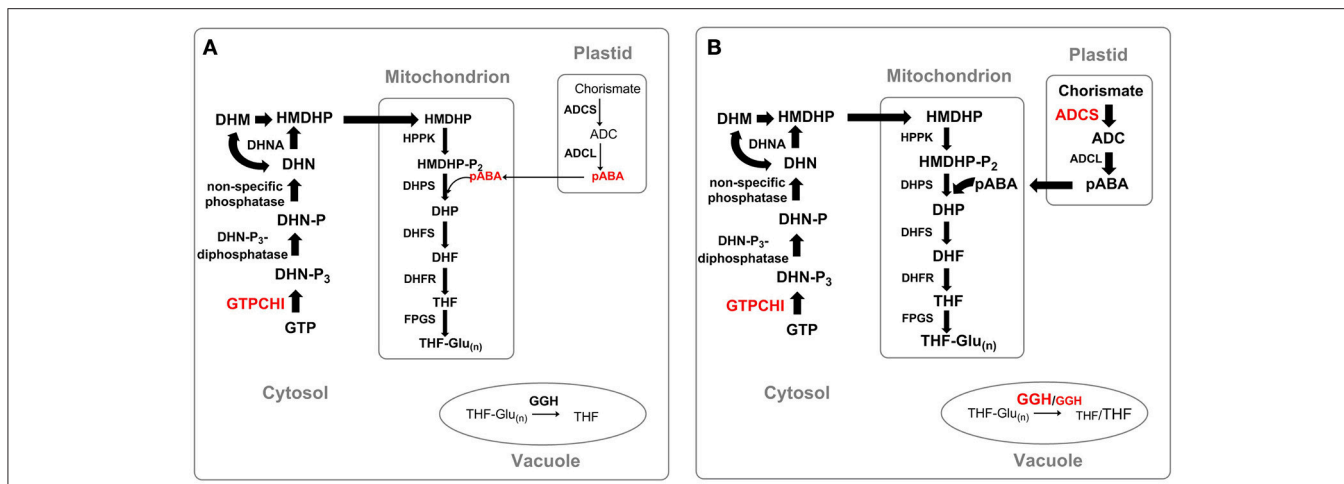 A
Plastid
Mitochondrion
Chorismate
ADCS
ADC
ADCL
pABA
DHM
HMDHP
DHNA
DHN
non-specific
phosphatase
DHN-P
DHN-P₃-
diphosphatase
DHN-P₃
GTPCHI
GTP
HMDHP
HPPK
HMDHP-P₂
pABA
DHPS
DHP
DHFS
DHF
DHFR
THF
FPGS
THF-Glu₍ₙ₎
Cytosol
GGH
THF-Glu₍ₙ₎ THF
Vacuole
B
Plastid
Mitochondrion
Chorismate
ADCS
ADC
ADCL
pABA
DHM
HMDHP
DHNA
DHN
non-specific
phosphatase
DHN-P
DHN-P₃-
diphosphatase
DHN-P₃
GTPCHI
GTP
HMDHP
HPPK
HMDHP-P₂
pABA
DHPS
DHP
DHFS
DHF
DHFR
THF
FPGS
THF-Glu₍ₙ₎
Cytosol
GGH/GGH
THF-Glu₍ₙ₎ THF/THF
Vacuole